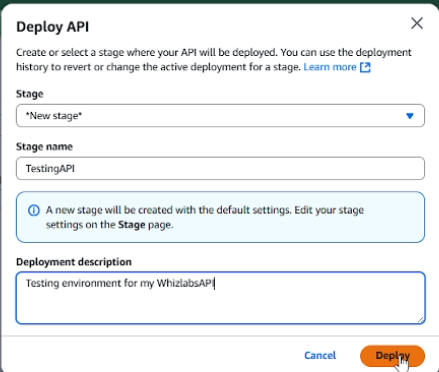 Deploy API
Create or select a stage where your API will be deployed. You can use the deployment
history to revert or change the active deployment for a stage. Learn more
Stage
*New stage*
Stage name
TestingAPI
A new stage will be created with the default settings. Edit your stage
settings on the Stage page.
Deployment description
Testing environment for my WhizlabsAPI
Cancel
Deploy